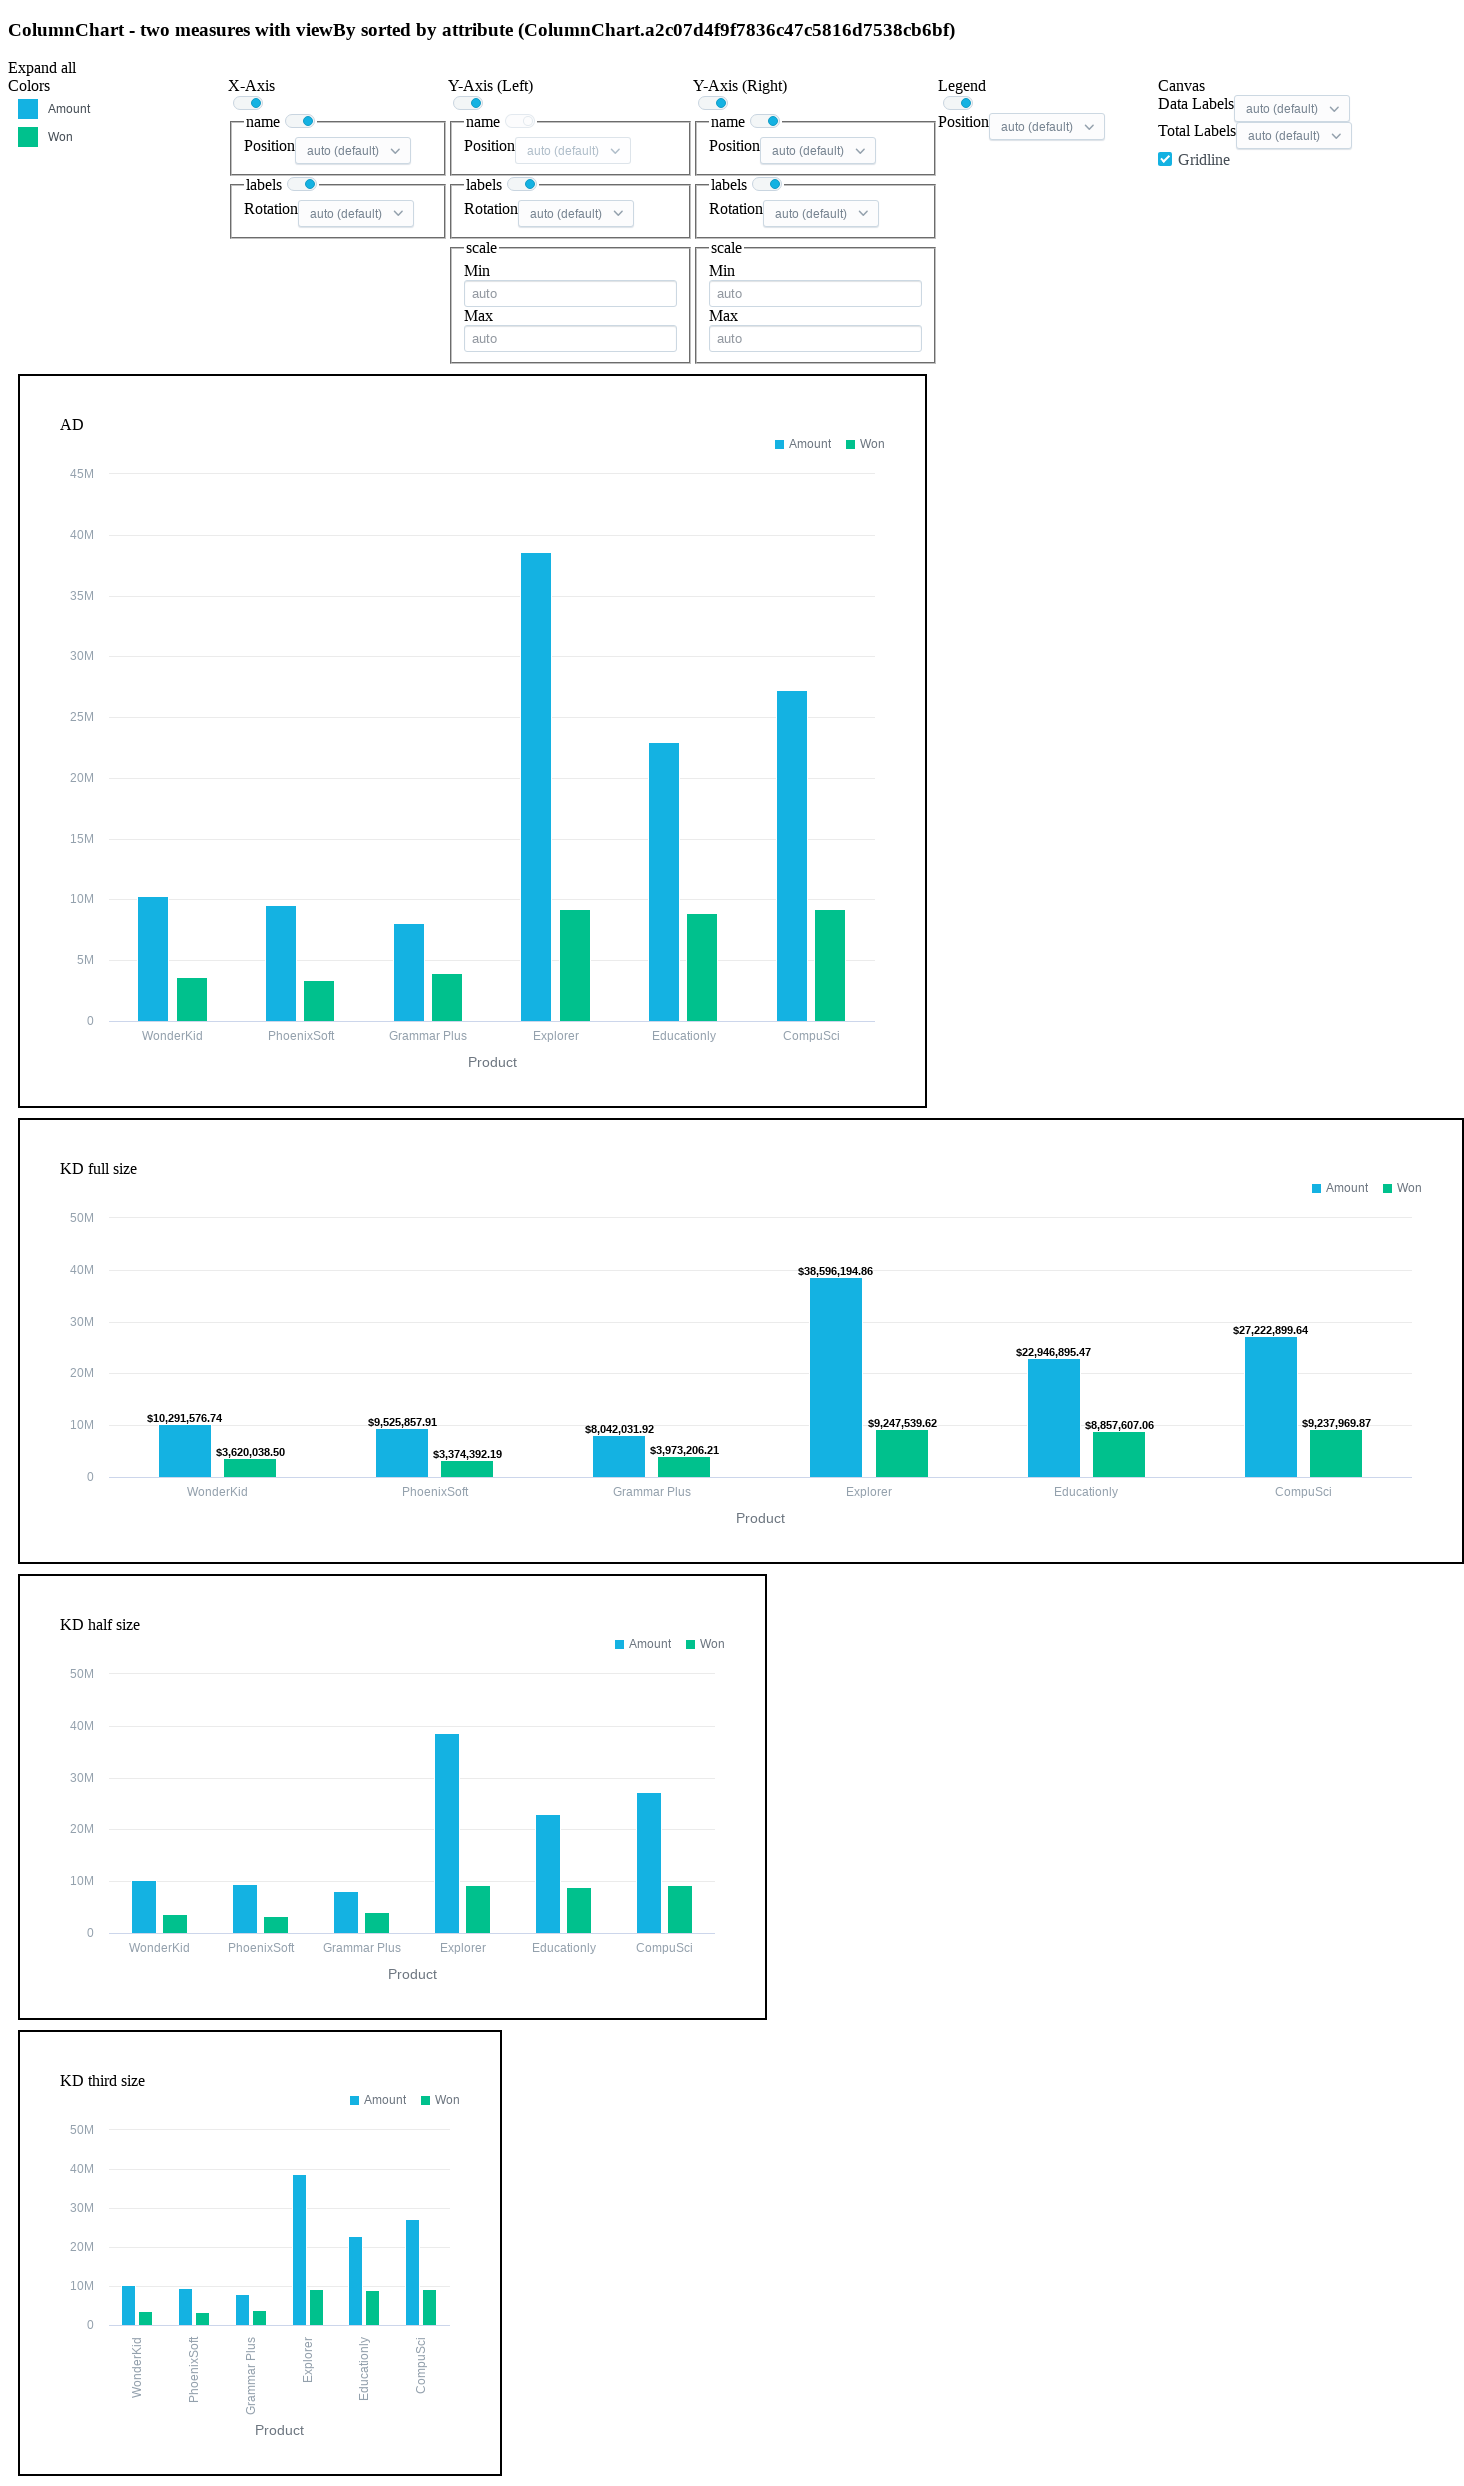 ColumnChart - two measures with viewBy sorted by attribute (ColumnChart.a2c07d4f9f7836c47c5816d7538cb6bf)
Expand all
Colors
Amount
Won
X-Axis
name
Position auto (default)
labels
Rotation auto (default)
Y-Axis (Left)
name
Position auto (default)
labels
Rotation auto (default)
scale
Min
auto
Max
auto
Y-Axis (Right)
name
Position auto (default)
labels
Rotation auto (default)
scale
Min
auto
Max
auto
Legend
Position auto (default)
Canvas
Data Labels auto (default)
Total Labels auto (default)
Gridline
AD
Amount Won
45M
40M
35M
30M
25M
20M
15M
10M
5M
0
WonderKid PhoenixSoft Grammar Plus Explorer Educationly CompuSci
Product
KD full size
Amount Won
50M
40M
30M
20M
10M
0
$10,291,576.74
$3,620,038.50
$9,525,857.91
$3,374,392.19
$8,042,031.92
$3,973,206.21
$38,596,194.86
$9,247,539.62
$22,946,895.47
$8,857,607.06
$27,222,899.64
$9,237,969.87
WonderKid PhoenixSoft Grammar Plus Explorer Educationly CompuSci
Product
KD half size
Amount Won
50M
40M
30M
20M
10M
0
WonderKid PhoenixSoft Grammar Plus Explorer Educationly CompuSci
Product
KD third size
Amount Won
50M
40M
30M
20M
10M
0
WonderKid
PhoenixSoft
Grammar Plus
Explorer
Educationly
CompuSci
Product